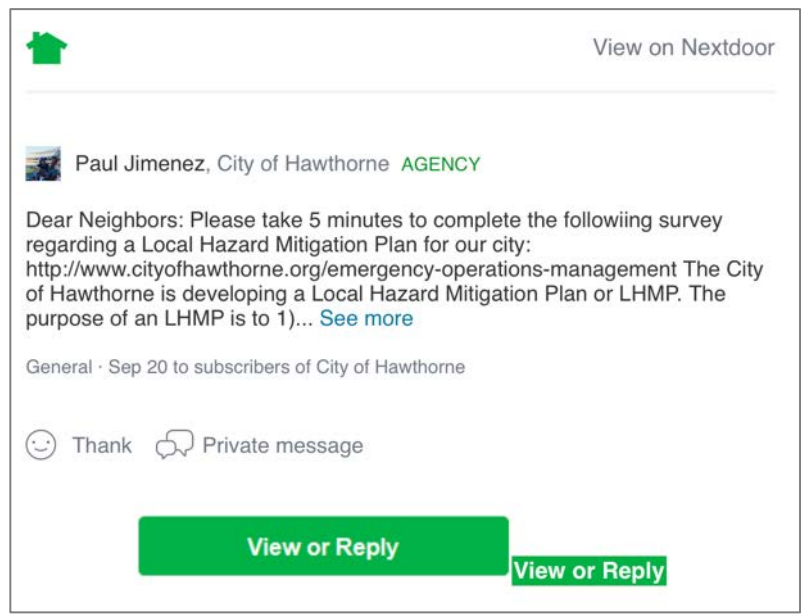 View on Nextdoor
Paul Jimenez, City of Hawthorne AGENCY
Dear Neighbors: Please take 5 minutes to complete the followiing survey
regarding a Local Hazard Mitigation Plan for our city:
http://www.cityofhawthorne.org/emergency-operations-management The City
of Hawthorne is developing a Local Hazard Mitigation Plan or LHMP. The
purpose of an LHMP is to 1)... See more
General · Sep 20 to subscribers of City of Hawthorne
Thank Private message
View or Reply
View or Reply